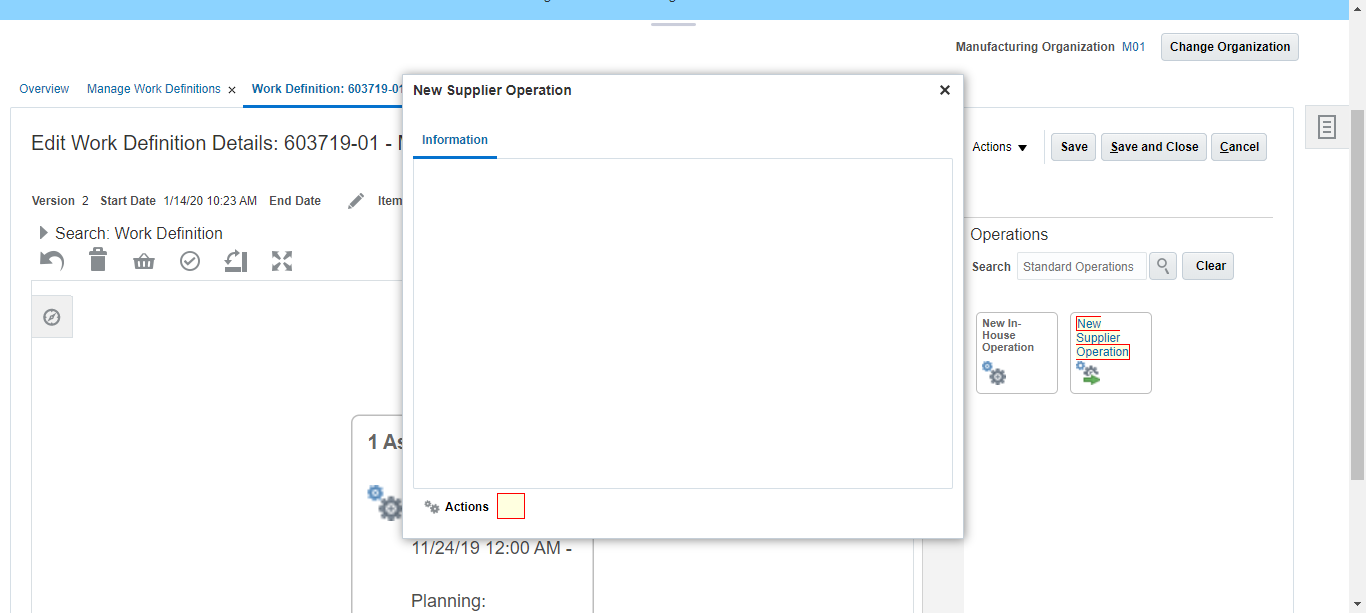 Manufacturing Organization M01 Change Organization
Overview Manage Work Definitions × Work Definition: 603719-01
New Supplier Operation ×
Information
Edit Work Definition Details: 603719-01 -
Actions Save Save and Close Cancel
Version 2 Start Date 1/14/20 10:23 AM End Date Item
Search: Work Definition
Operations
Search Standard Operations Clear
New In-
House
Operation
New
Supplier
Operation
1 As
Actions
11/24/19 12:00 AM -
Planning: